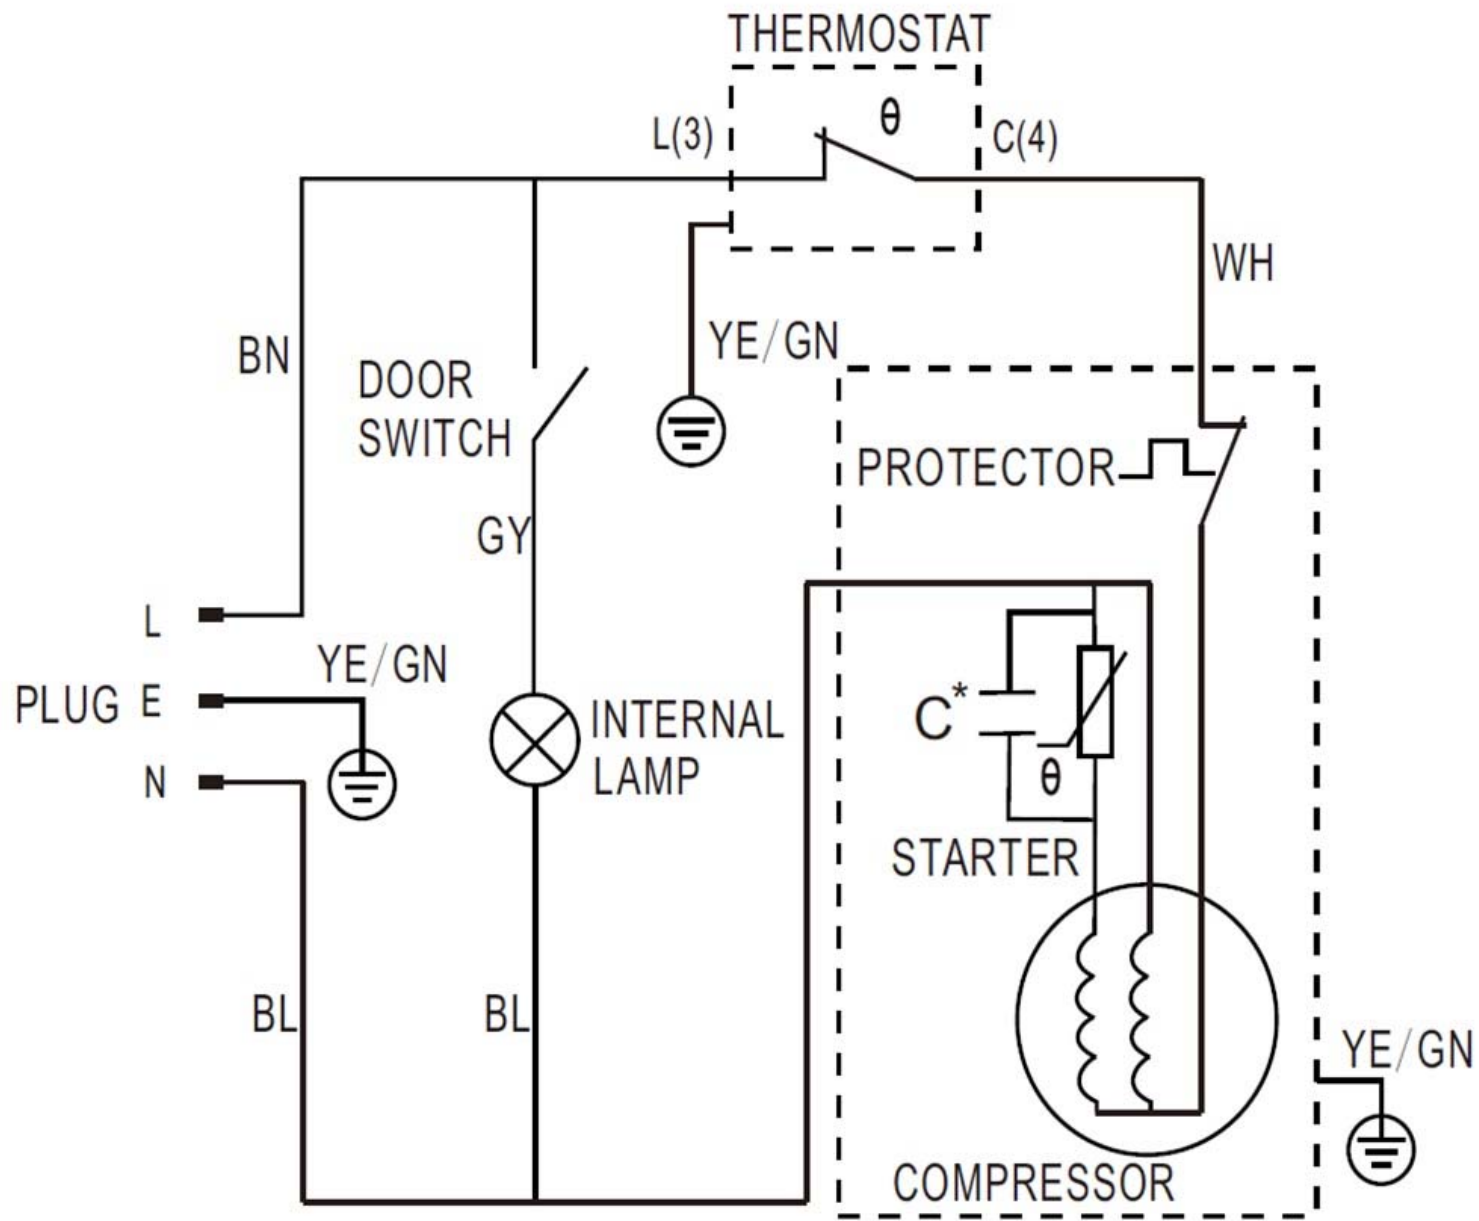 THERMOSTAT
θ
L(3)
C(4)
WH
BN
YE/GN
DOOR
SWITCH
PROTECTOR
GY
L
YE/GN
PLUG E
N
INTERNAL
LAMP
C*
θ
STARTER
BL
BL
YE/GN
COMPRESSOR